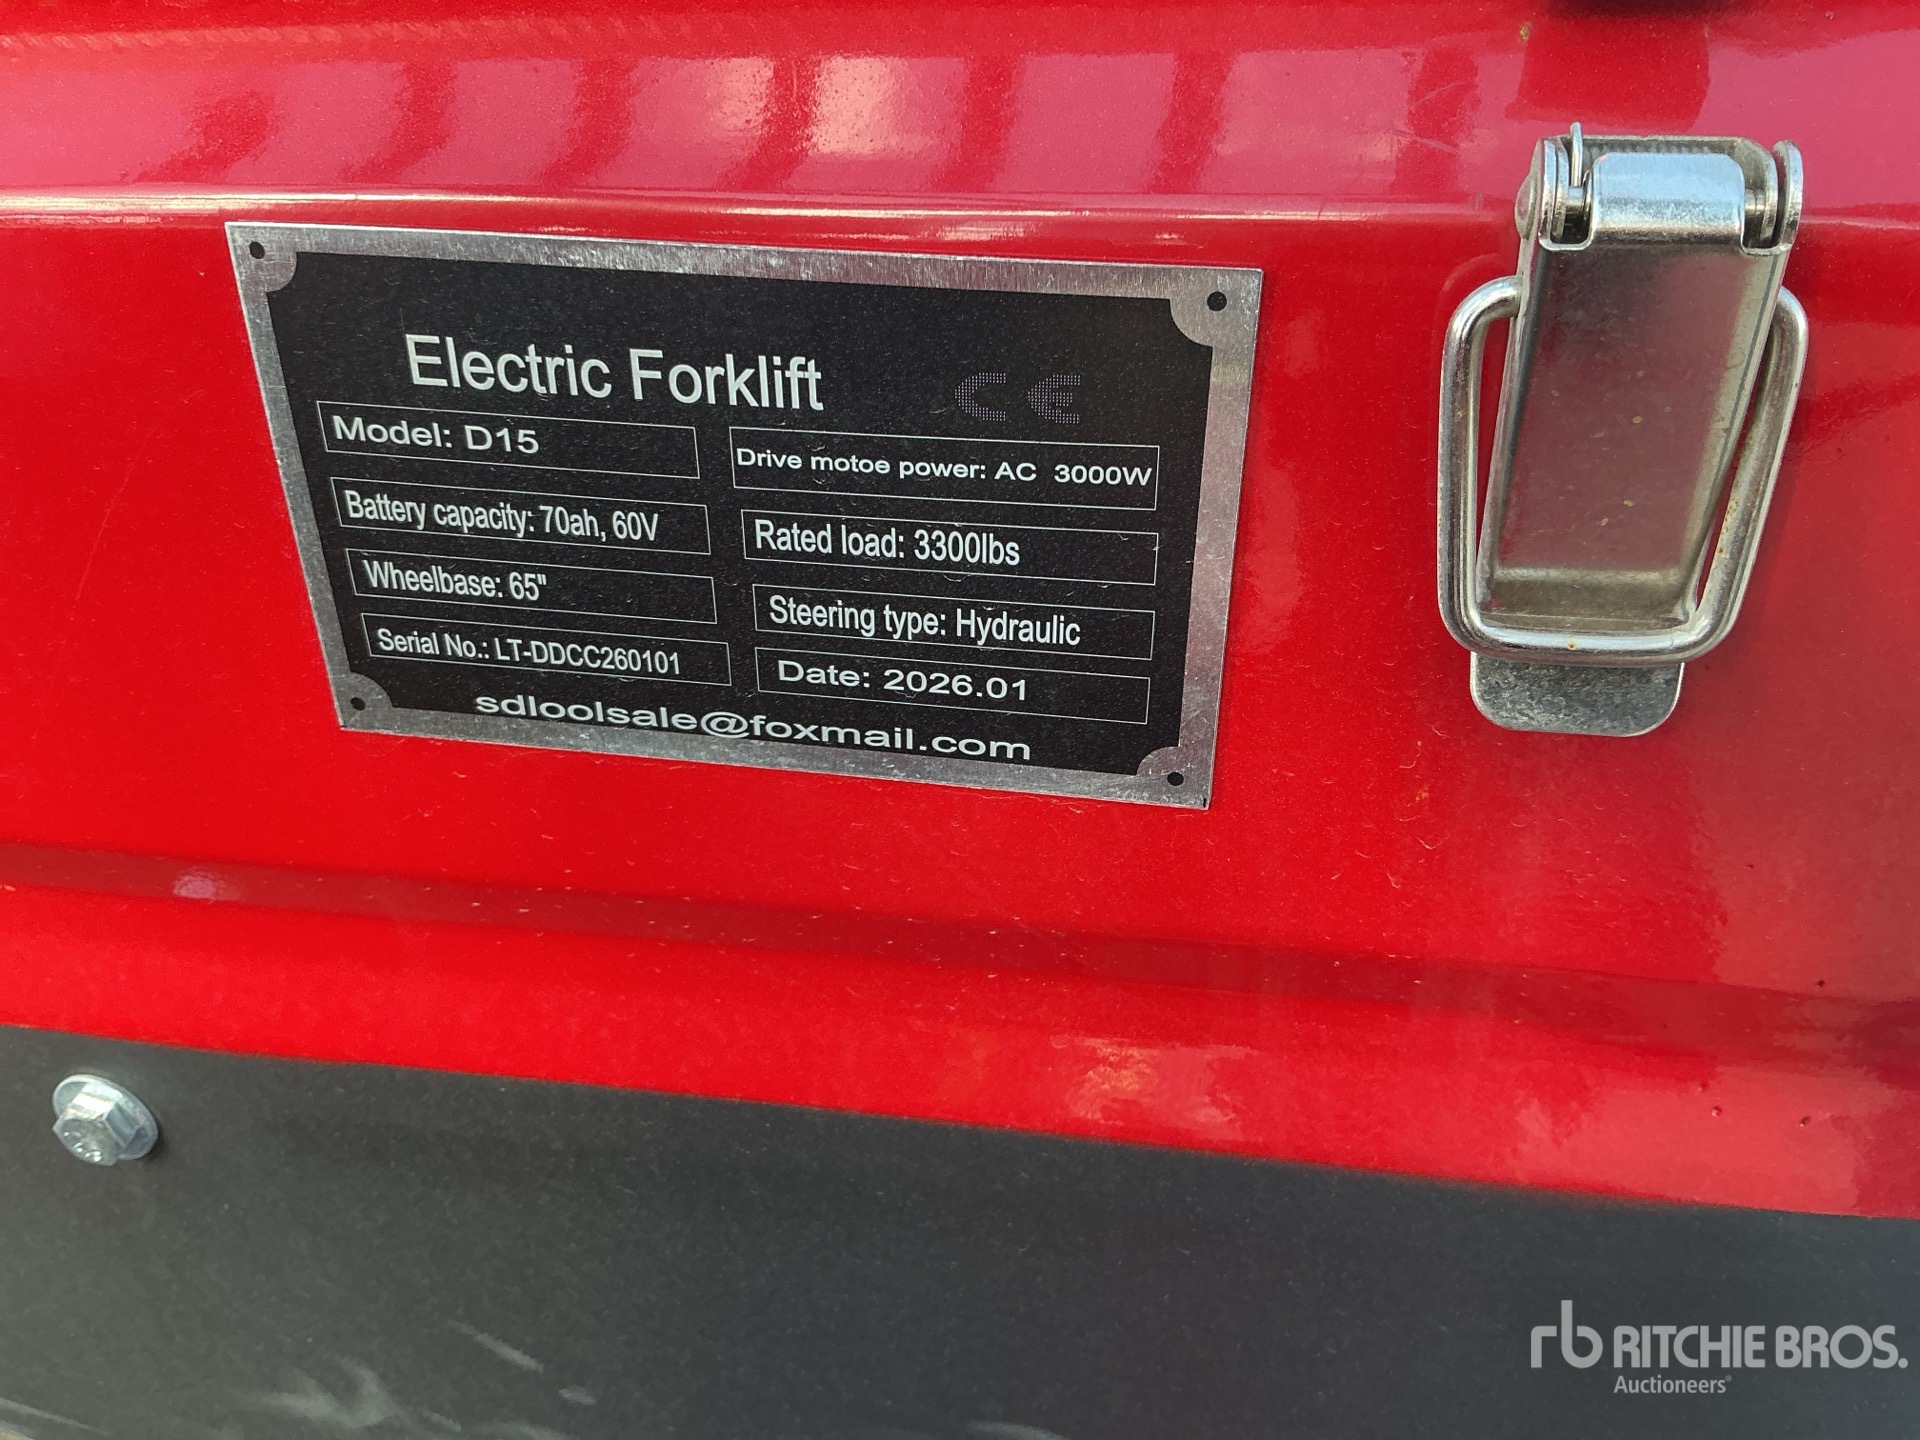 Electric Forklift CE
Model: D15
Drive motoe power: AC 3000W
Battery capacity: 70ah, 60V
Rated load: 3300lbs
Wheelbase: 65"
Steering type: Hydraulic
Serial No.: LT-DDCC260101
Date: 2026.01
sdloolsale@foxmail.com
rb RITCHIE BROS.
Auctioneers®